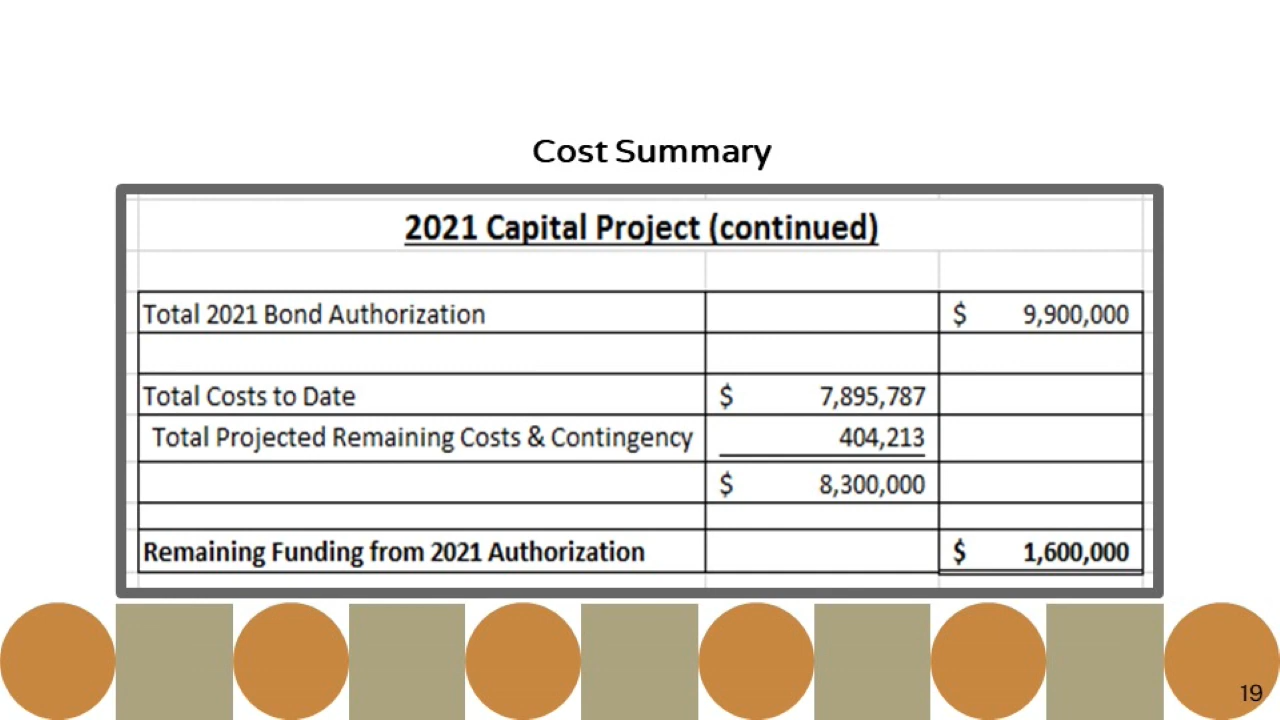 Cost Summary
2021 Capital Project (continued)
Total 2021 Bond Authorization $ 9,900,000
Total Costs to Date $ 7,895,787
Total Projected Remaining Costs & Contingency 404,213
$ 8,300,000
Remaining Funding from 2021 Authorization $ 1,600,000
19